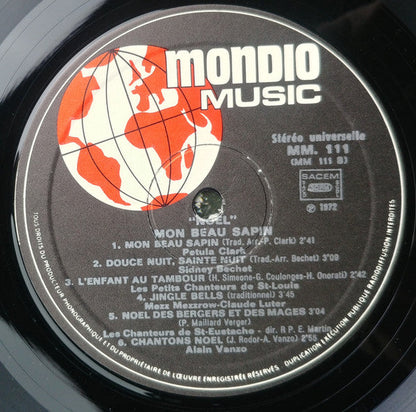 MONDIO
MUSIC
Stéréo universelle
MM. 111
(MM 111 B)
SACEM
℗ 1972
"NOEL"
MON BEAU SAPIN
1. MON BEAU SAPIN (Trad. Arr.-P. Clark) 2'41
Petula Clark
2. DOUCE NUIT, SAINTE NUIT (Trad.-Arr. Bechet) 3'09
Sidney Bechet
3. L'ENFANT AU TAMBOUR (H. Simeone-G. Coulonges-H. Onorati) 3'42
Les Petits Chanteurs de St-Louis
4. JINGLE BELLS (traditionnel) 3'45
Mezz Mezzrow-Claude Luter
5. NOEL DES BERGERS ET DES MAGES 3'04
(P. Maillard Verger)
Les Chanteurs de St-Eustache - dir. R.P. E. Martin
6. CHANTONS NOEL (J. Rodor-A. Vanzo) 2'55
Alain Vanzo
TOUS DROITS DU PRODUCTEUR PHONOGRAPHIQUE ET DU PROPRIETAIRE DE L'ŒUVRE ENREGISTRÉE RÉSERVÉS. DUPLICATION EXECUTION PUBLIQUE RADIODIFFUSION INTERDITES